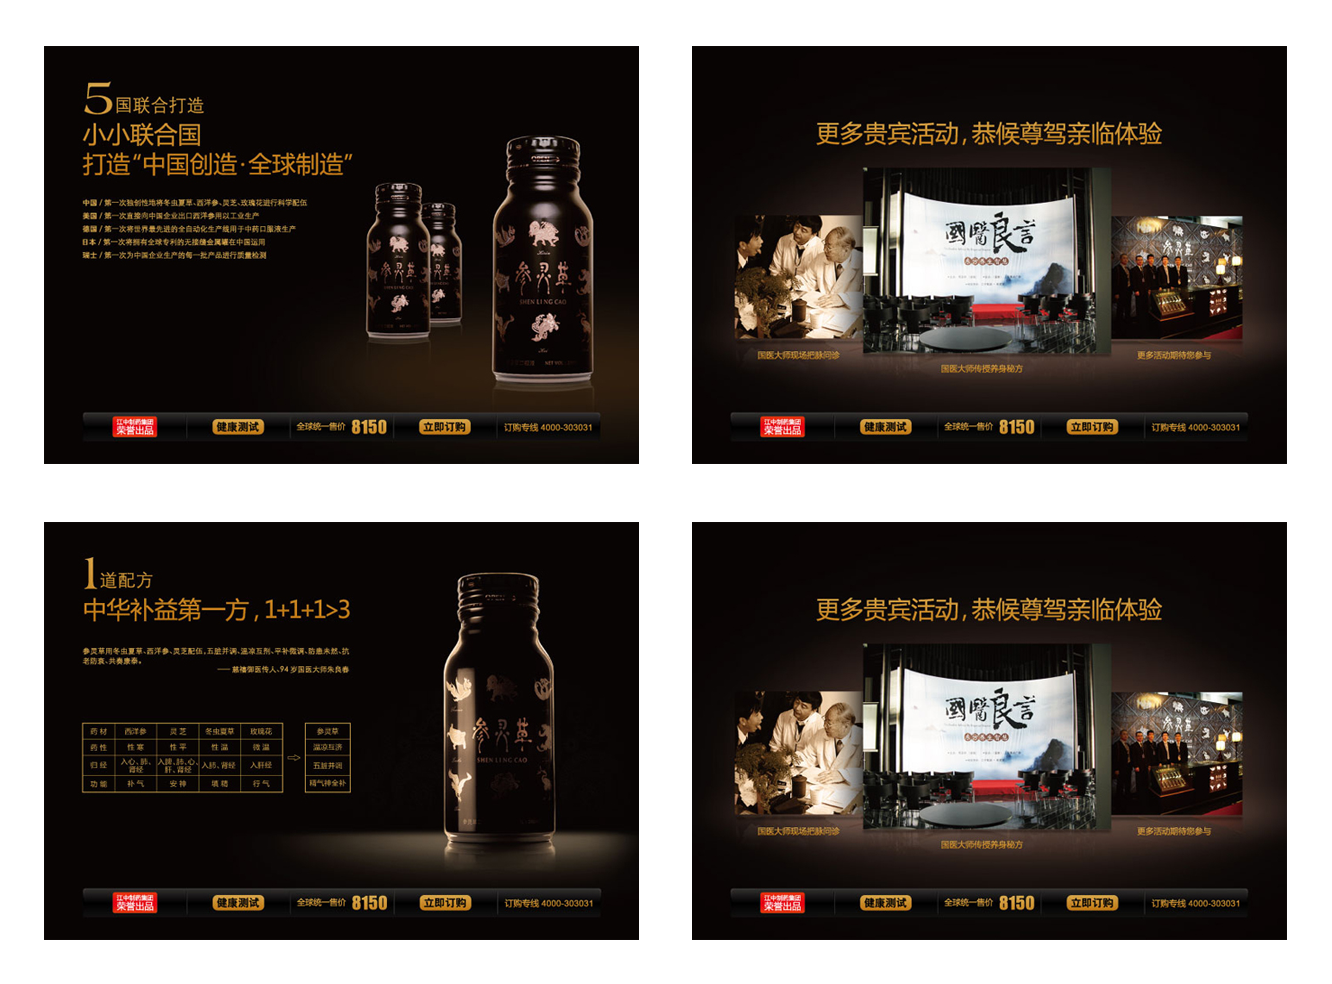 5国联合打造
小小联合国
打造“中国创造·全球制造”
中国 / 第一次独创性地将冬虫夏草、西洋参、灵芝、玫瑰花进行科学配伍
美国 / 第一次直接向中国企业出口西洋参用以工业生产
德国 / 第一次将世界最先进的全自动化生产线用于中药口服液生产
日本 / 第一次将拥有全球专利的无接缝金属罐在中国运用
瑞士 / 第一次为中国企业生产的每一批产品进行质量检测
OPEN
参灵草
SHEN LING CAO
江中制药集团
荣誉出品
健康测试
全球统一售价 8150
立即订购
订购专线 4000-303031
更多贵宾活动，恭候尊驾亲临体验
國醫良言
国医大师现场把脉问诊
国医大师传授养身秘方
更多活动期待您参与
江中制药集团
荣誉出品
健康测试
全球统一售价 8150
立即订购
订购专线 4000-303031
1道配方
中华补益第一方，1+1+1>3
参灵草用冬虫夏草、西洋参、灵芝配伍，五脏并调、温凉互剂、平补微调、防患未然、抗
老防衰、共奏康泰。
—— 慈禧御医传人、94 岁国医大师朱良春
药材 西洋参 灵芝 冬虫夏草 玫瑰花 参灵草
药性 性寒 性平 性温 微温 温凉互济
归经 入心、肺、肾经 入脾、肺、心、肝、肾经 入肺、肾经 入肝经 五脏并调
功能 补气 安神 填精 行气 精气神全补
参灵草
SHEN LING CAO
江中制药集团
荣誉出品
健康测试
全球统一售价 8150
立即订购
订购专线 4000-303031
更多贵宾活动，恭候尊驾亲临体验
國醫良言
国医大师现场把脉问诊
国医大师传授养身秘方
更多活动期待您参与
江中制药集团
荣誉出品
健康测试
全球统一售价 8150
立即订购
订购专线 4000-303031